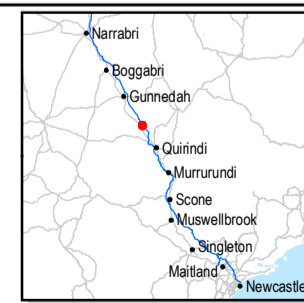 Narrabri
Boggabri
Gunnedah
Quirindi
Murrurundi
Scone
Muswellbrook
Singleton
Maitland
Newcastle